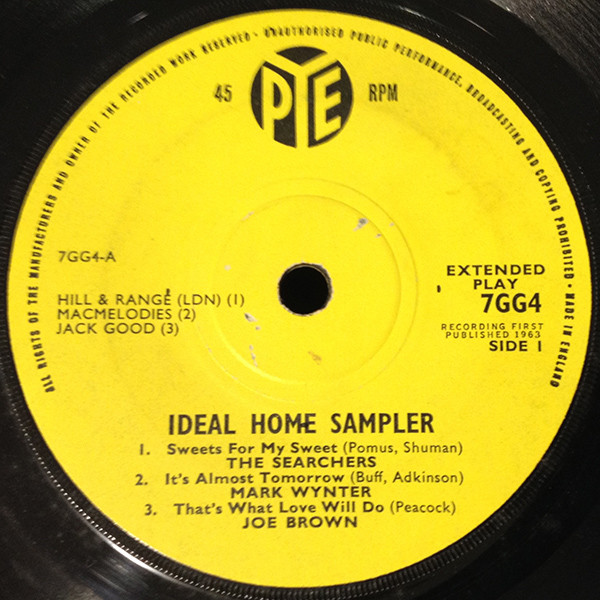 ALL RIGHTS OF THE MANUFACTURERS AND OWNER OF THE RECORDED WORK RESERVED • UNAUTHORISED PUBLIC PERFORMANCE, BROADCASTING AND COPYING PROHIBITED • MADE IN ENGLAND
45 PYE RPM
7GG4-A
HILL & RANGE (LDN) (1)
MACMELODIES (2)
JACK GOOD (3)
EXTENDED
PLAY
7GG4
RECORDING FIRST
PUBLISHED 1963
SIDE 1
IDEAL HOME SAMPLER
1. Sweets For My Sweet (Pomus, Shuman)
THE SEARCHERS
2. It's Almost Tomorrow (Buff, Adkinson)
MARK WYNTER
3. That's What Love Will Do (Peacock)
JOE BROWN